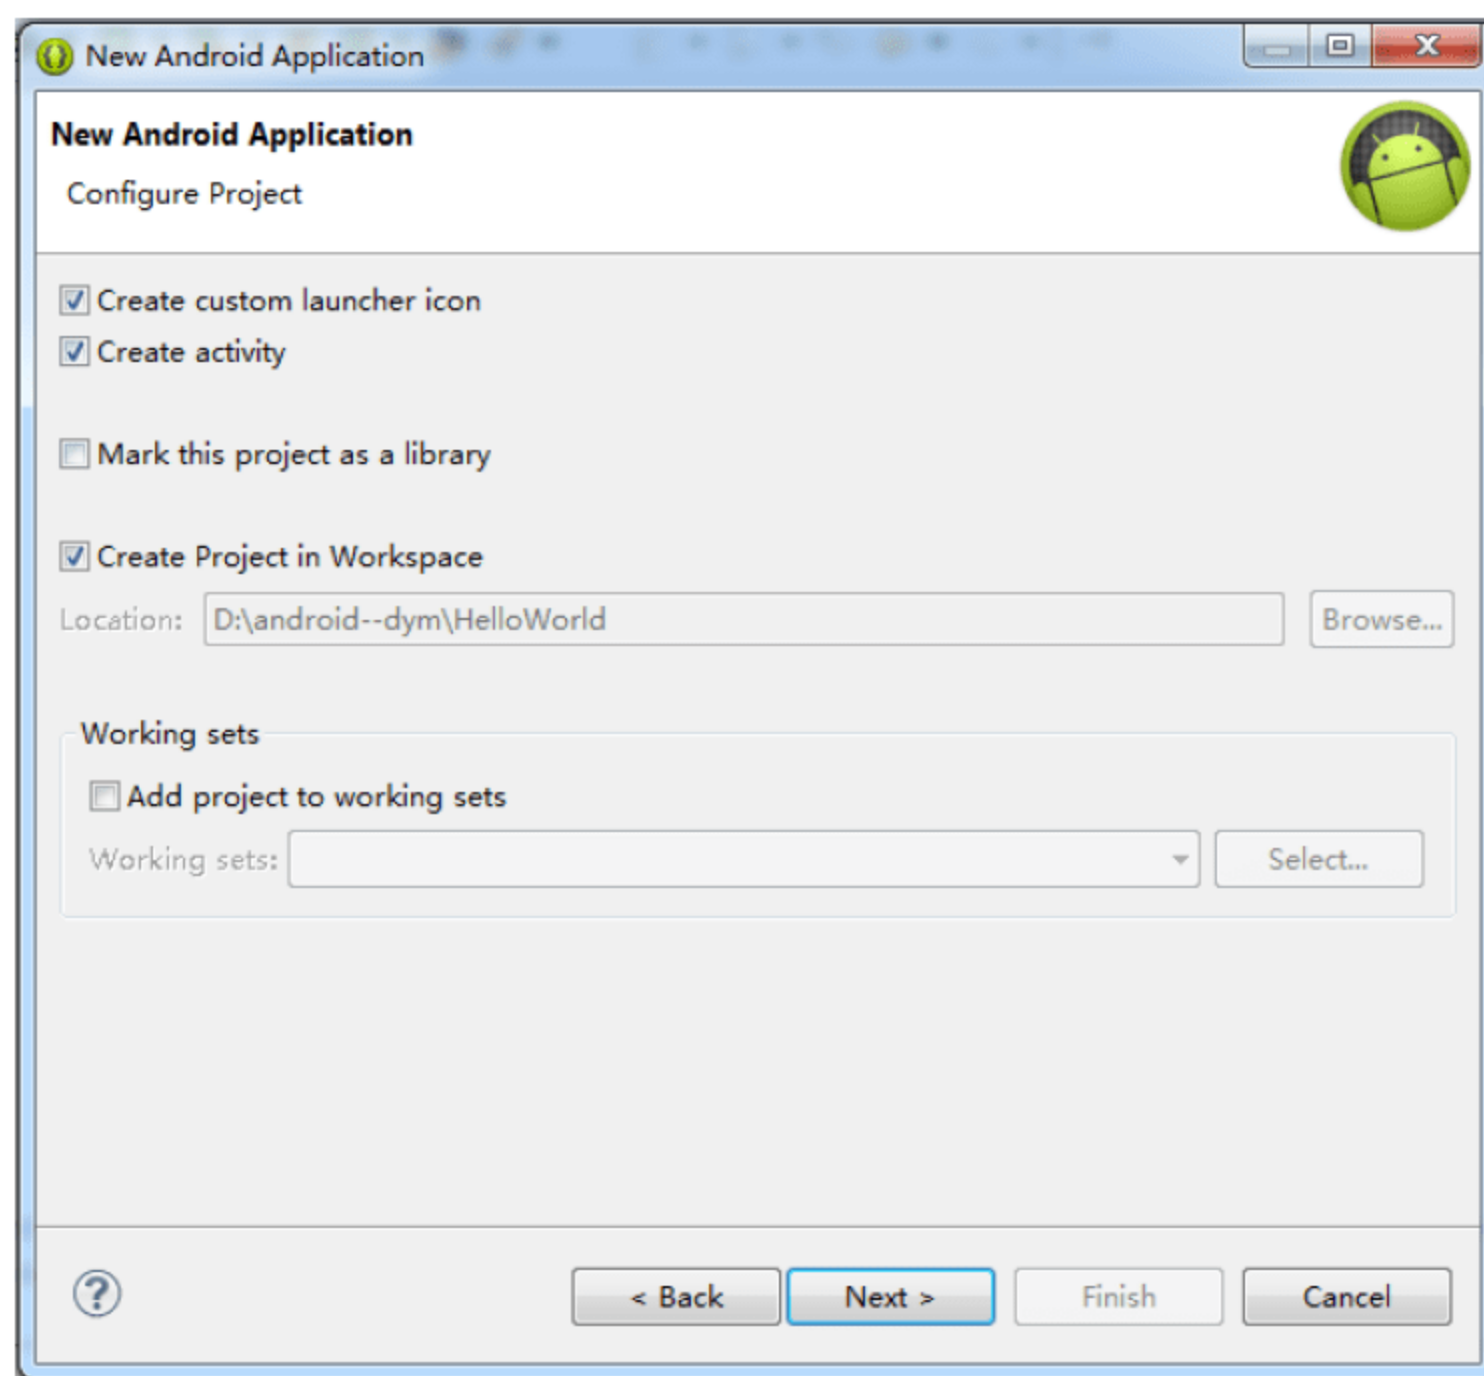 New Android Application
New Android Application
Configure Project
Create custom launcher icon
Create activity
Mark this project as a library
Create Project in Workspace
Location: D:\android--dym\HelloWorld Browse...
Working sets
Add project to working sets
Working sets: Select...
< Back Next > Finish Cancel